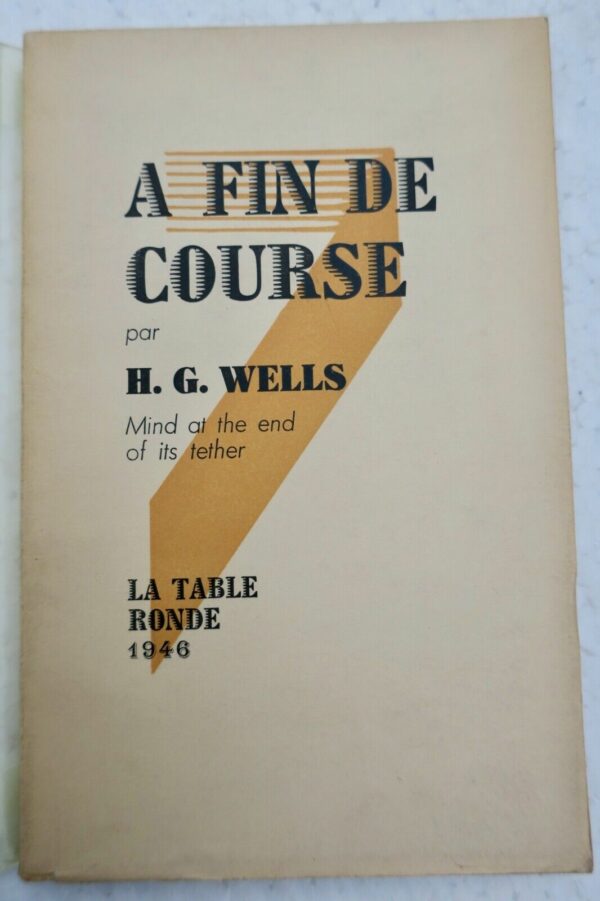 A FIN DE
COURSE
par
H. G. WELLS
Mind at the end
of its tether
LA TABLE
RONDE
1946